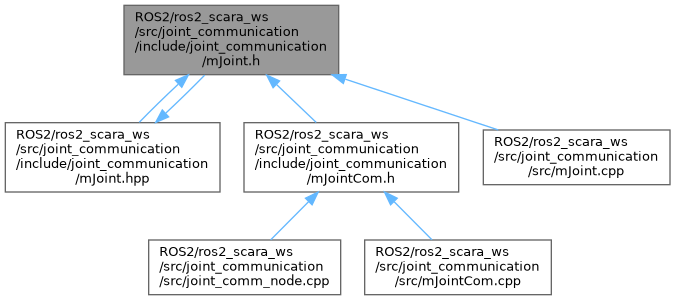 ROS2/ros2_scara_ws
/src/joint_communication
/include/joint_communication
/mJoint.h
ROS2/ros2_scara_ws
/src/joint_communication
/include/joint_communication
/mJoint.hpp
ROS2/ros2_scara_ws
/src/joint_communication
/include/joint_communication
/mJointCom.h
ROS2/ros2_scara_ws
/src/joint_communication
/src/mJoint.cpp
ROS2/ros2_scara_ws
/src/joint_communication
/src/joint_comm_node.cpp
ROS2/ros2_scara_ws
/src/joint_communication
/src/mJointCom.cpp